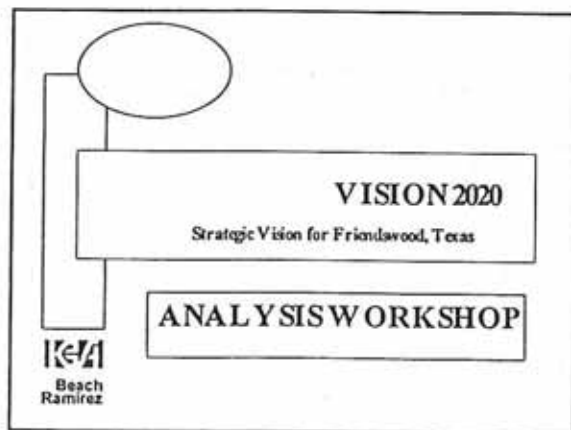 VISION 2020
Strategic Vision for Friendswood, Texas
ANALYSIS WORKSHOP
Beach
Ramirez